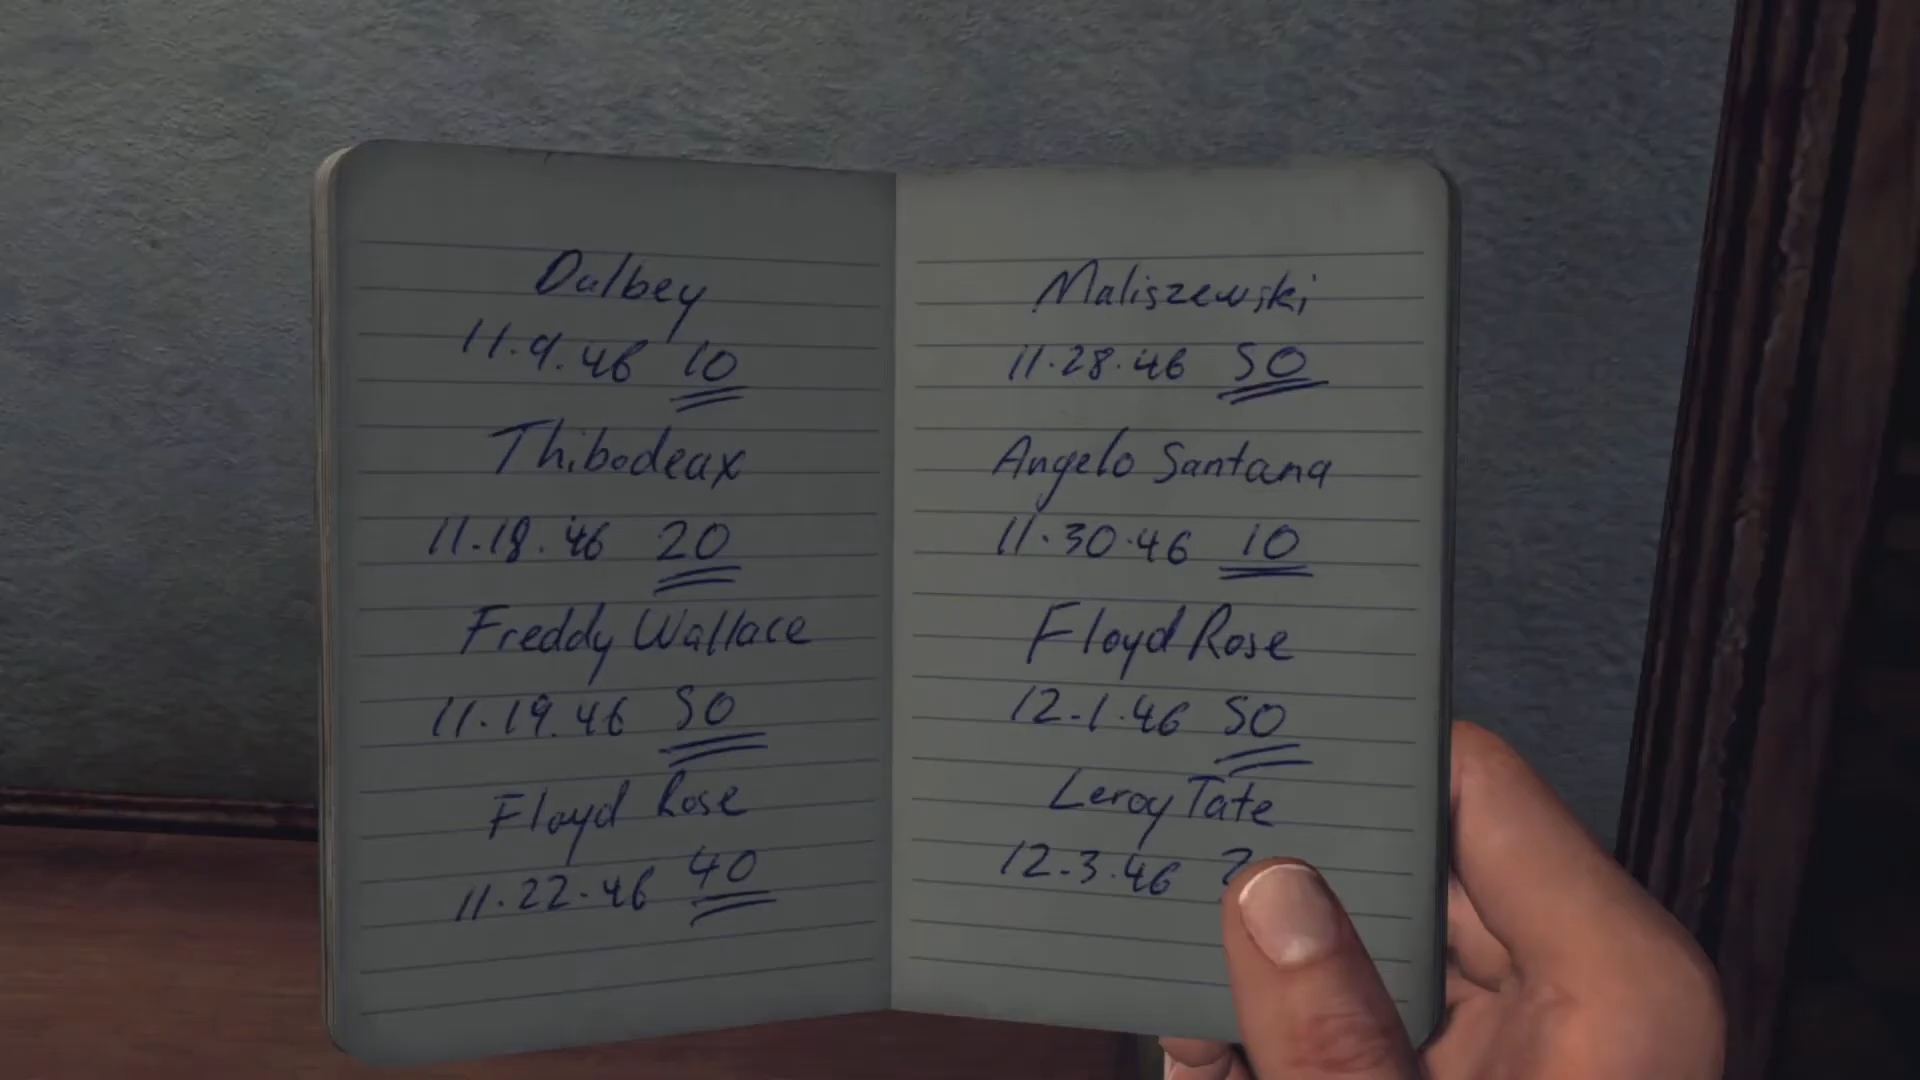 Dalbey
11.9.46 10
Thibodeax
11.18.46 20
Freddy Wallace
11.19.46 50
Floyd Rose
11.22.46 40
Maliszewski
11.28.46 50
Angelo Santana
11.30.46 10
Floyd Rose
12.1.46 50
Leroy Tate
12.3.46